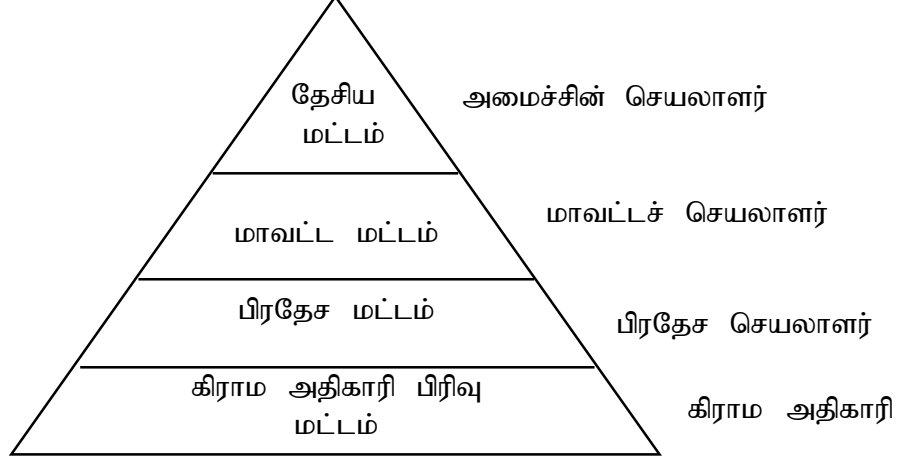 தேசிய
மட்டம்
அமைச்சின் செயலாளர்
மாவட்ட மட்டம்
மாவட்டச் செயலாளர்
பிரதேச மட்டம்
பிரதேச செயலாளர்
கிராம அதிகாரி பிரிவு
மட்டம்
கிராம அதிகாரி